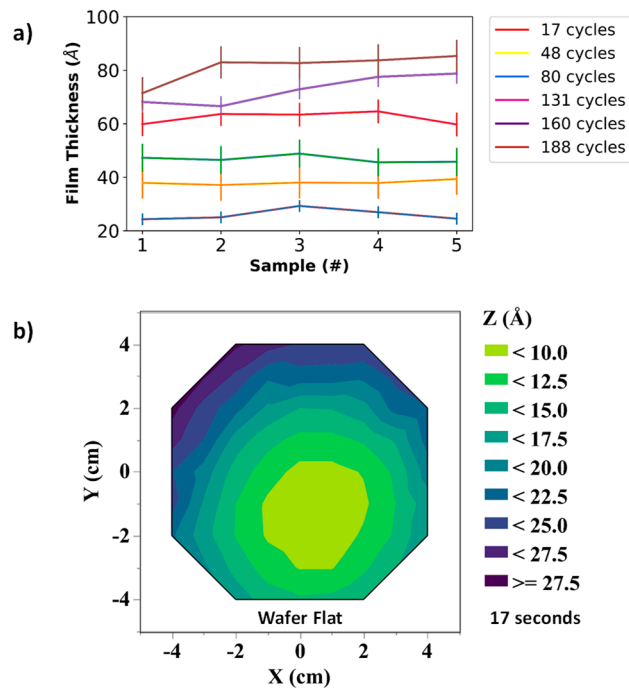 a)
100
80
60
40
20
Film Thickness (Å)
1
2
3
4
5
Sample (#)
17 cycles
48 cycles
80 cycles
131 cycles
160 cycles
188 cycles
b)
4
2
0
-2
-4
Y (cm)
Wafer Flat
-4
-2
0
2
4
X (cm)
Z (Å)
< 10.0
< 12.5
< 15.0
< 17.5
< 20.0
< 22.5
< 25.0
< 27.5
>= 27.5
17 seconds